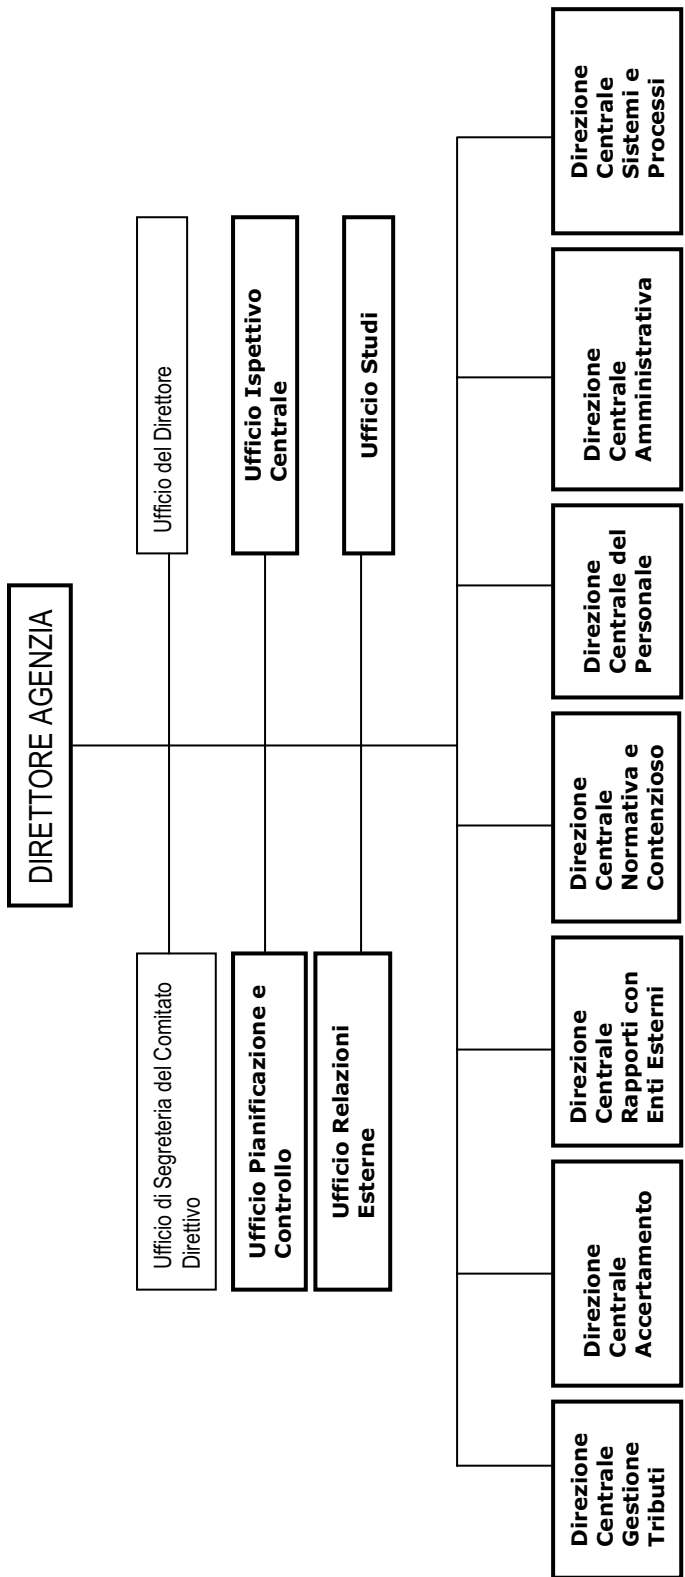 DIRETTORE AGENZIA
Ufficio di Segreteria del Comitato
Direttivo
Ufficio del Direttore
Ufficio Pianificazione e
Controllo
Ufficio Ispettivo
Centrale
Ufficio Relazioni
Esterne
Ufficio Studi
Direzione
Centrale
Gestione
Tributi
Direzione
Centrale
Accertamento
Direzione
Centrale
Rapporti con
Enti Esterni
Direzione
Centrale
Normativa e
Contenzioso
Direzione
Centrale del
Personale
Direzione
Centrale
Amministrativa
Direzione
Centrale
Sistemi e
Processi